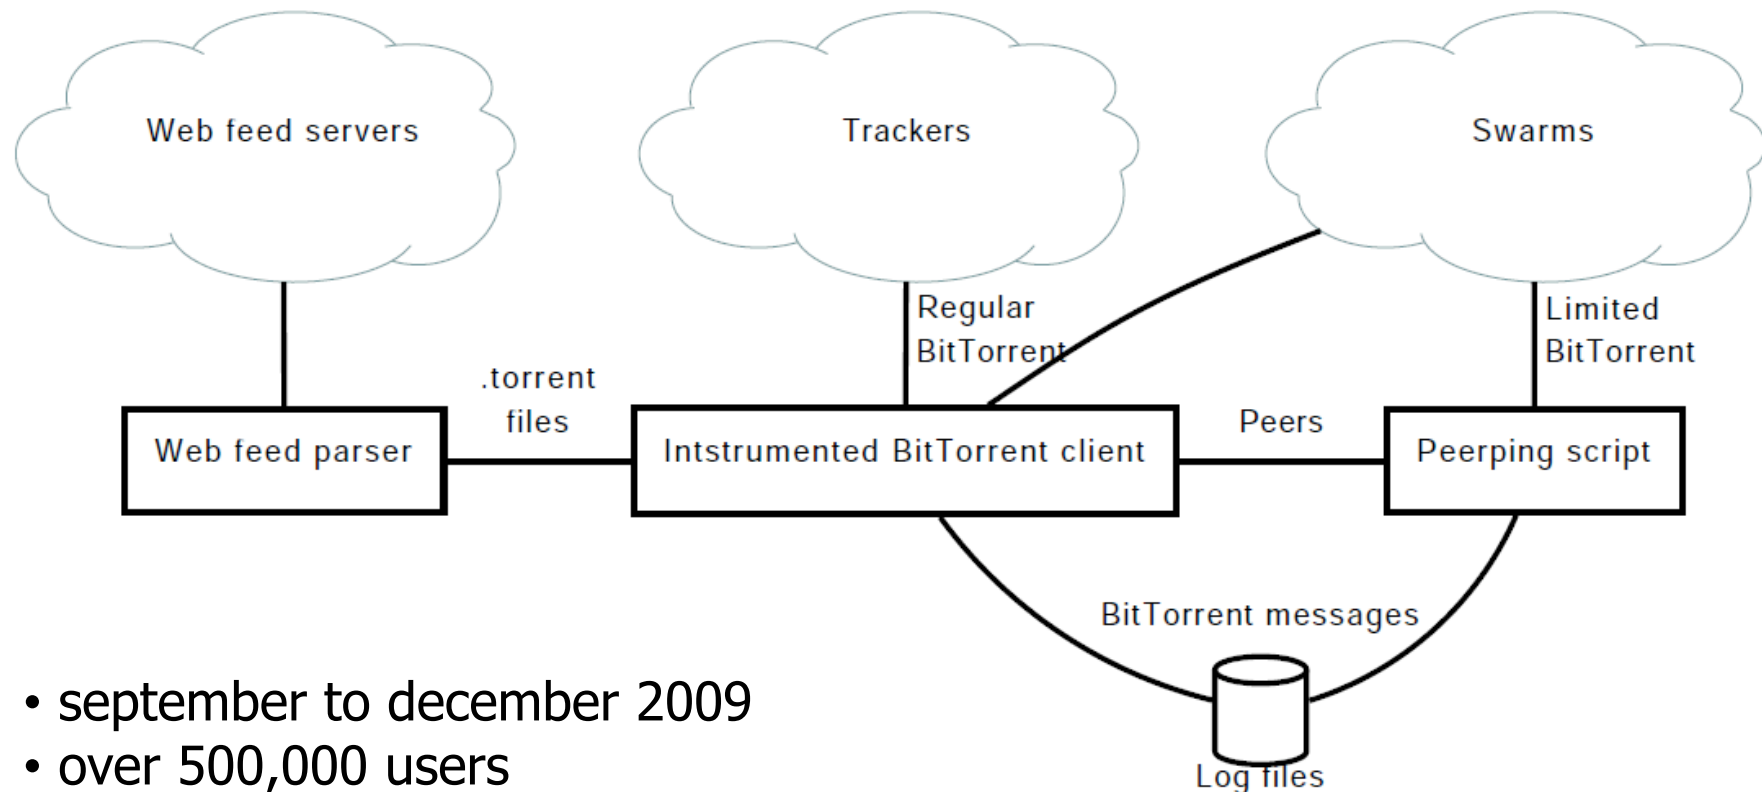 Web feed servers
Trackers
Swarms
Regular
BitTorrent
Limited
BitTorrent
.torrent
files
Peers
Web feed parser
Intstrumented BitTorrent client
Peerping script
BitTorrent messages
Log files
• september to december 2009
• over 500,000 users